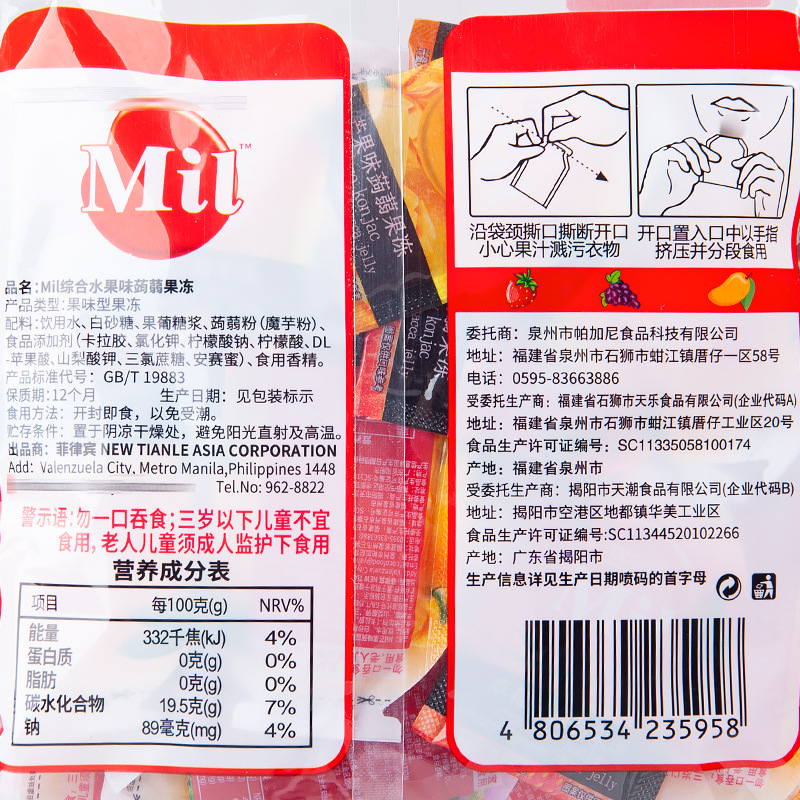 Mil™
品名:Mil综合水果味蒟蒻果冻
产品类型:果味型果冻
配料:饮用水、白砂糖、果葡糖浆、蒟蒻粉(魔芋粉)、
食品添加剂(卡拉胶、氯化钾、柠檬酸钠、柠檬酸、DL
-苹果酸、山梨酸钾、三氯蔗糖、安赛蜜)、食用香精。
产品标准代号: GB/T 19883
保质期:12个月 生产日期: 见包装标示
食用方法: 开封即食，以免受潮。
贮存条件: 置于阴凉干燥处，避免阳光直射及高温。
出品商: 菲律宾 NEW TIANLE ASIA CORPORATION
Add: Valenzuela City, Metro Manila,Philippines 1448
Tel.No: 962-8822
警示语:勿一口吞食;三岁以下儿童不宜
食用,老人儿童须成人监护下食用
营养成分表
项目 每100克(g) NRV%
能量 332千焦(kJ) 4%
蛋白质 0克(g) 0%
脂肪 0克(g) 0%
碳水化合物 19.5克(g) 7%
钠 89毫克(mg) 4%
果味蒟蒻果冻
konjac
jelly
konjac
jelly
沿袋颈撕口撕断开口
小心果汁溅污衣物
开口置入口中以手指
挤压并分段食用
委托商: 泉州市帕加尼食品科技有限公司
地址: 福建省泉州市石狮市蚶江镇厝仔一区58号
电话: 0595-83663886
受委托生产商: 福建省石狮市天乐食品有限公司(企业代码A)
地址: 福建省泉州市石狮市蚶江镇厝仔工业区20号
食品生产许可证编号: SC11335058100174
产地: 福建省泉州市
受委托生产商: 揭阳市天潮食品有限公司(企业代码B)
地址: 揭阳市空港区地都镇华美工业区
食品生产许可证编号:SC11344520102266
产地: 广东省揭阳市
生产信息详见生产日期喷码的首字母
4 806534 235958